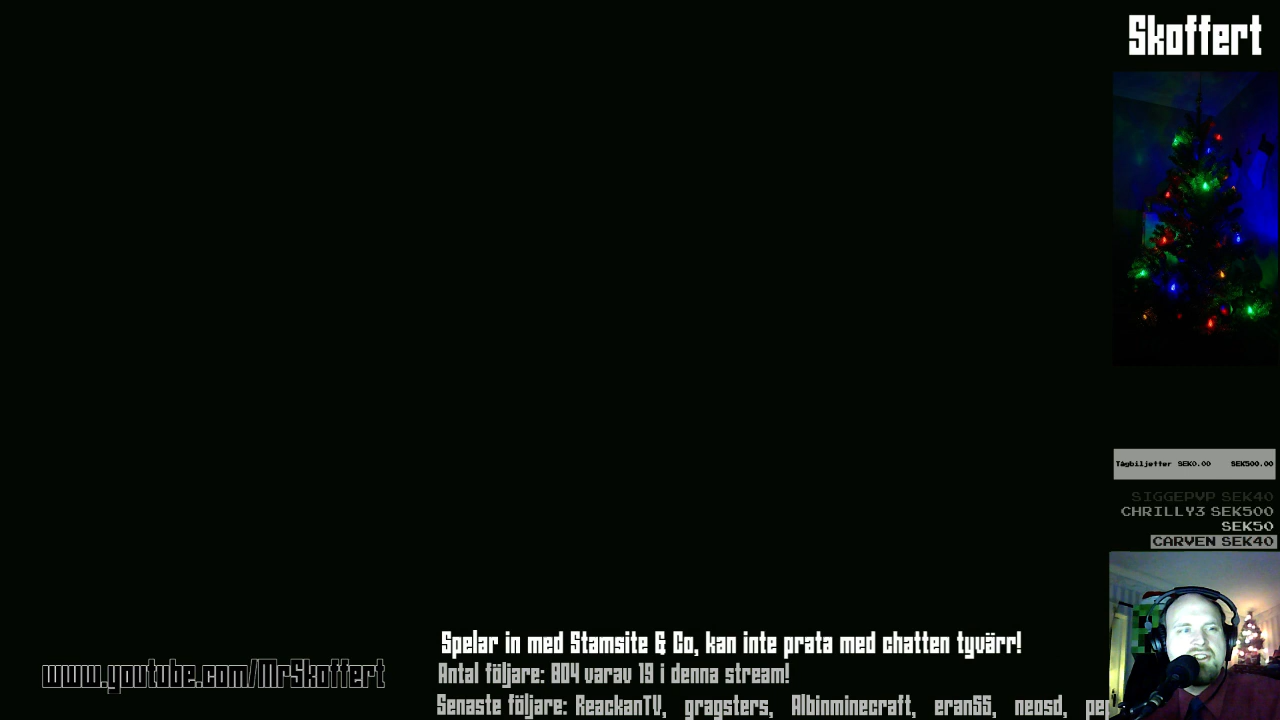 Skoffert
Tågbiljetter SEK0.00 SEK500.00
SIGGEPVP SEK40
CHRILLY3 SEK500
SEK50
CARVEN SEK40
Spelar in med Stamsite & Co, kan inte prata med chatten tyvärr!
Antal följare: 804 varav 19 i denna stream!
www.youtube.com/MrSkoffert
Senaste följare: ReackanTV, gragsters, Albinminecraft, eranSS, neosd,